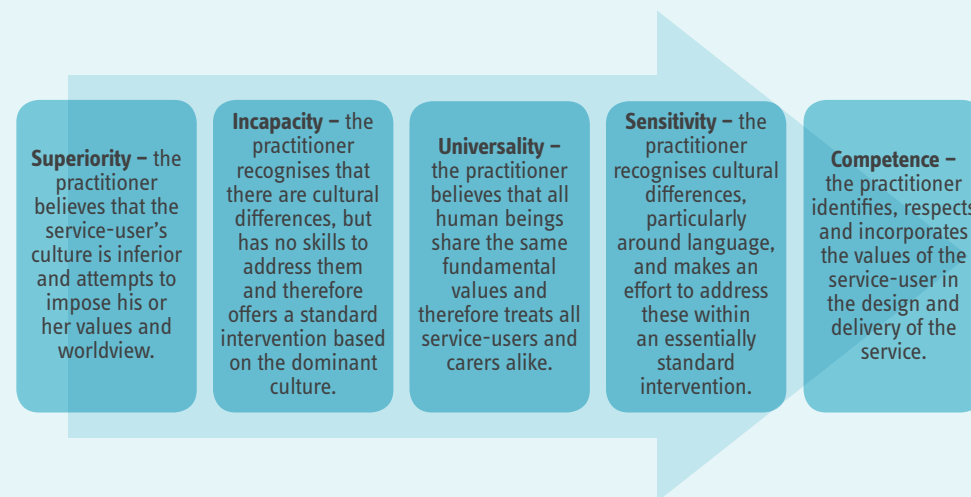 Superiority – the
practitioner
believes that the
service-user's
culture is inferior
and attempts to
impose his or
her values and
worldview.
Incapacity – the
practitioner
recognises that
there are cultural
differences, but
has no skills to
address them
and therefore
offers a standard
intervention based
on the dominant
culture.
Universality –
the practitioner
believes that all
human beings
share the same
fundamental
values and
therefore treats all
service-users and
carers alike.
Sensitivity – the
practitioner
recognises cultural
differences,
particularly
around language,
and makes an
effort to address
these within
an essentially
standard
intervention.
Competence –
the practitioner
identifies, respects
and incorporates
the values of the
service-user in
the design and
delivery of the
service.